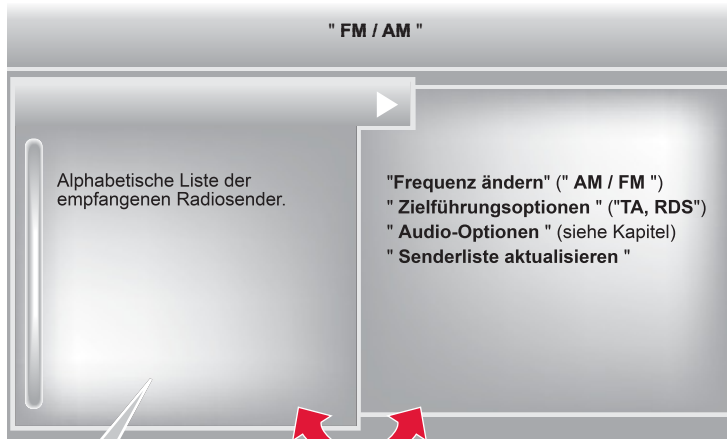 " FM / AM "
Alphabetische Liste der
empfangenen Radiosender.
"Frequenz ändern" (" AM / FM ")
" Zielführungsoptionen " ("TA, RDS")
" Audio-Optionen " (siehe Kapitel)
" Senderliste aktualisieren "